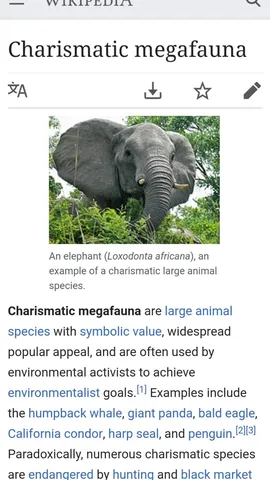 WIKIPEDIA
Charismatic megafauna
文A
An elephant (Loxodonta africana), an
example of a charismatic large animal
species.
Charismatic megafauna are large animal
species with symbolic value, widespread
popular appeal, and are often used by
environmental activists to achieve
environmentalist goals.[1] Examples include
the humpback whale, giant panda, bald eagle,
California condor, harp seal, and penguin.[2][3]
Paradoxically, numerous charismatic species
are endangered by hunting and black market